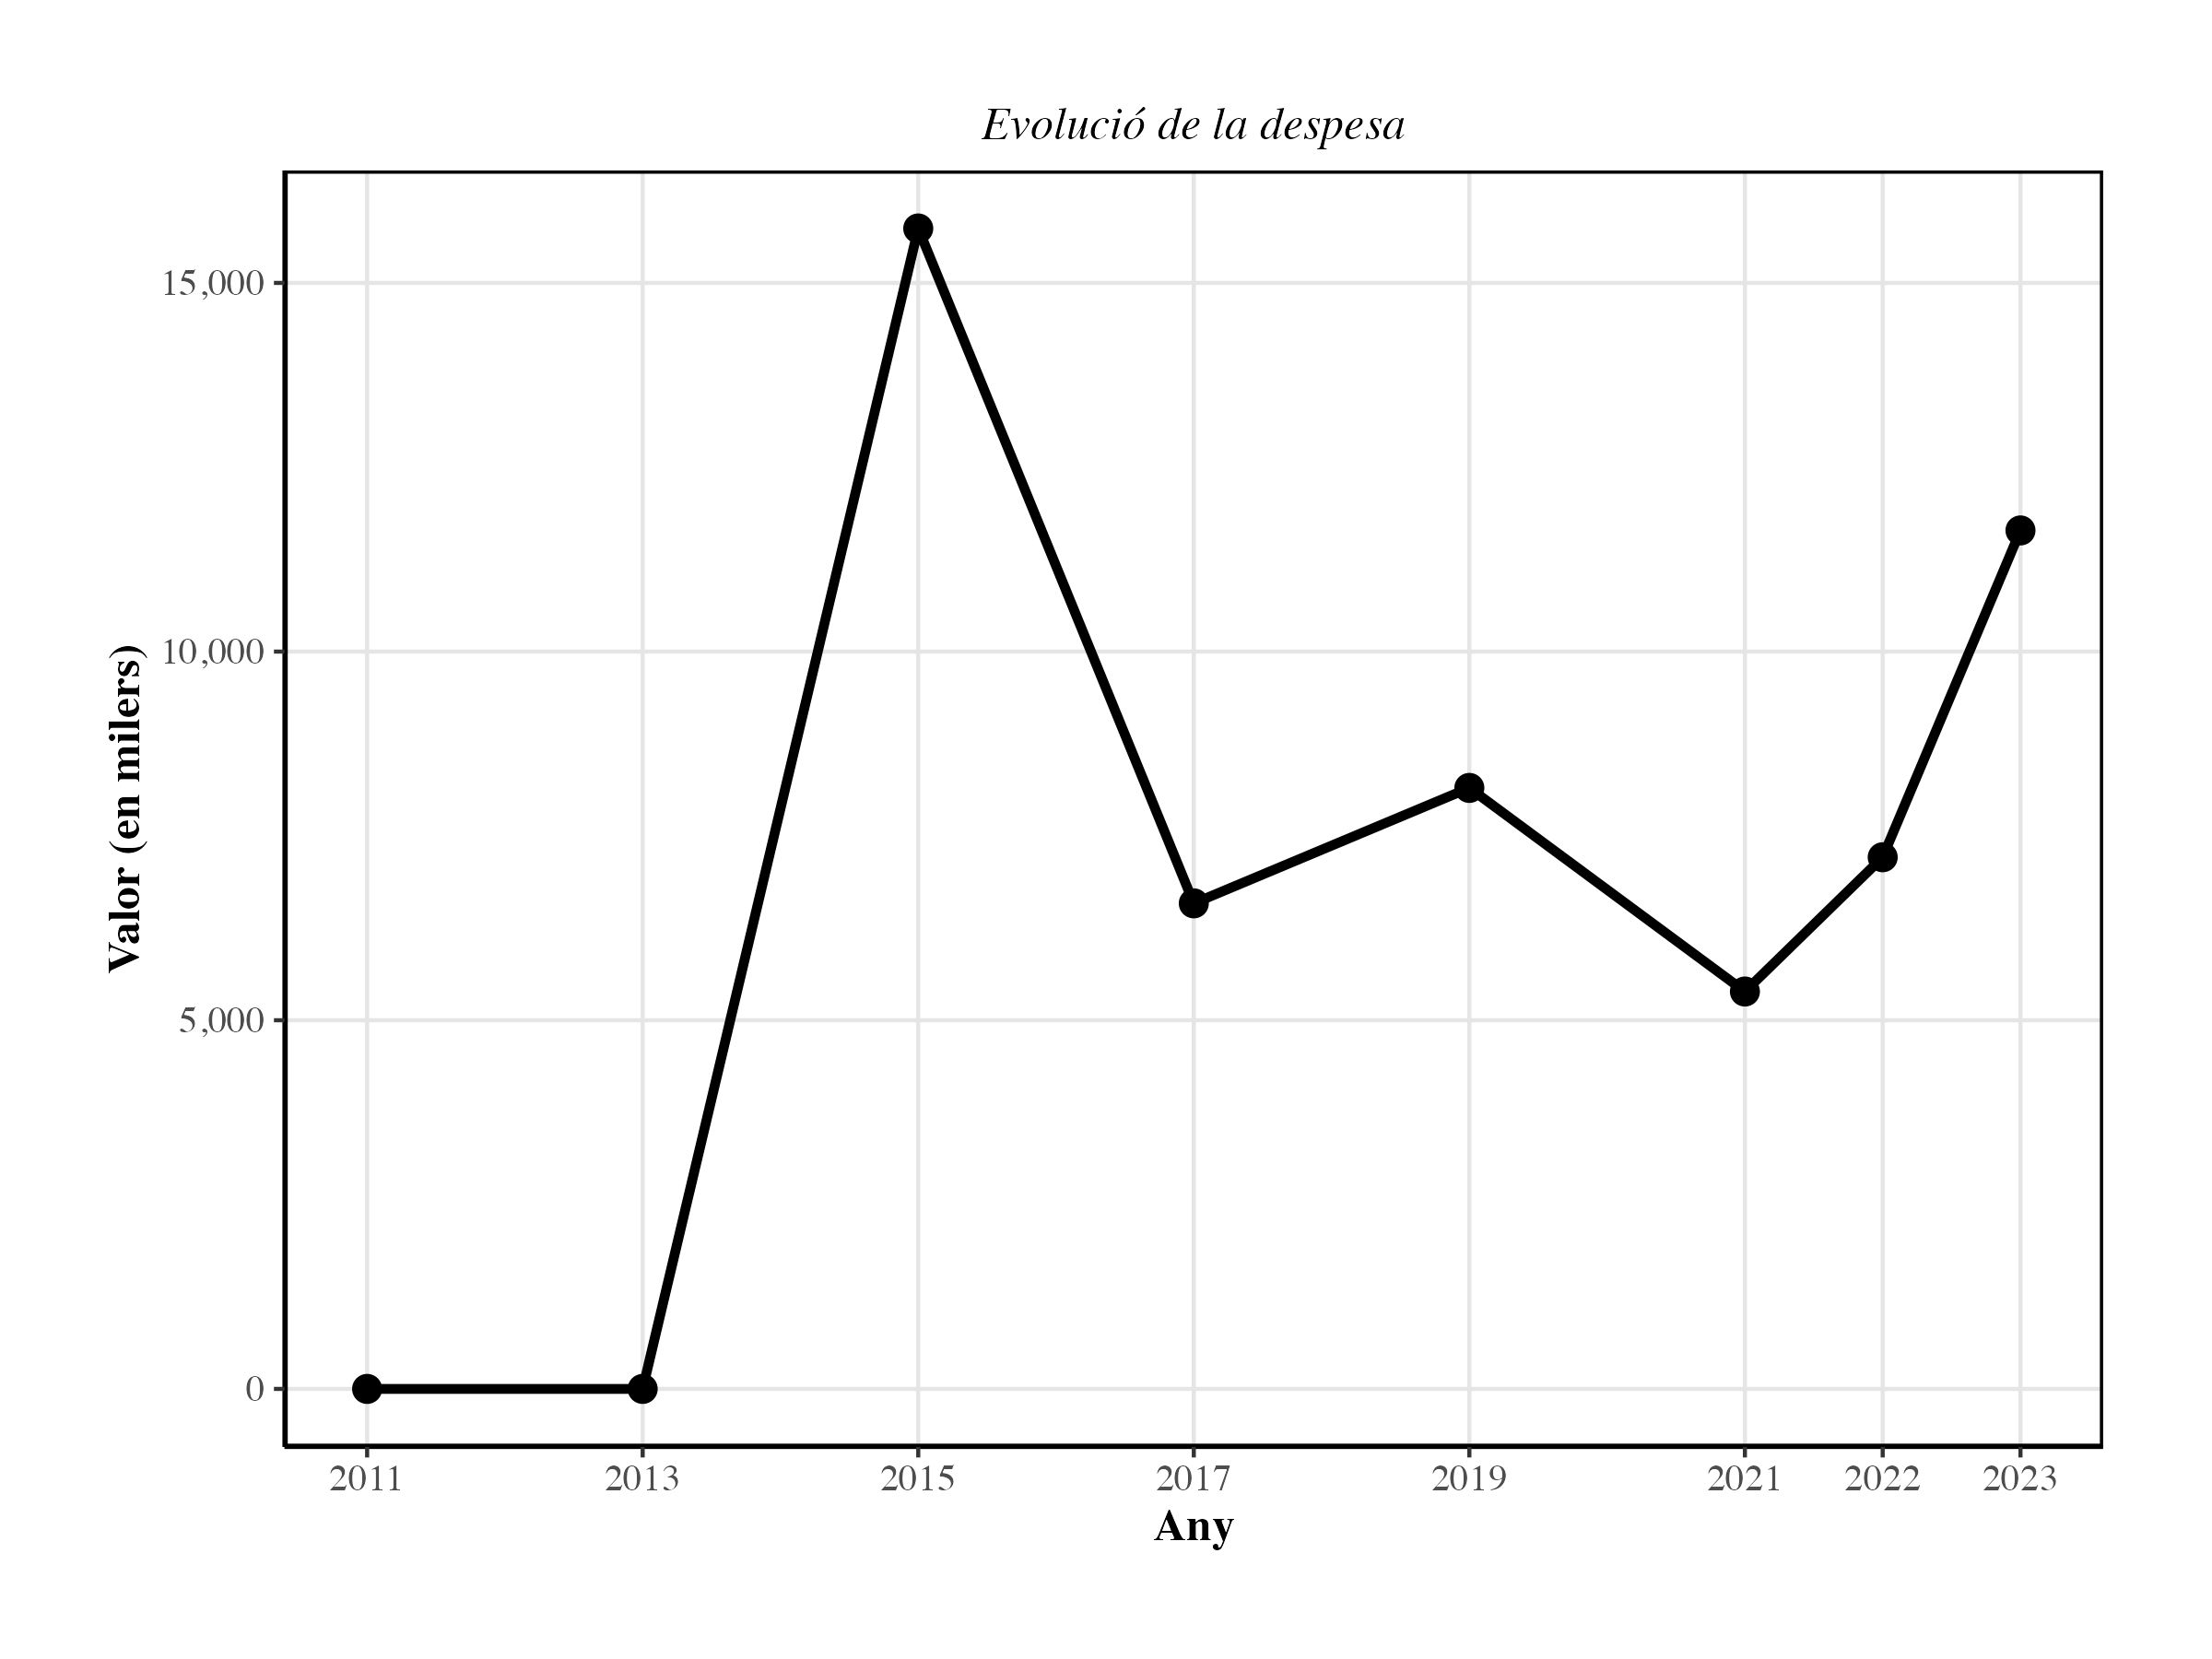 Evolució de la despesa
Valor (en milers)
15,000
10,000
5,000
0
2011 2013 2015 2017 2019 2021 2022 2023
Any